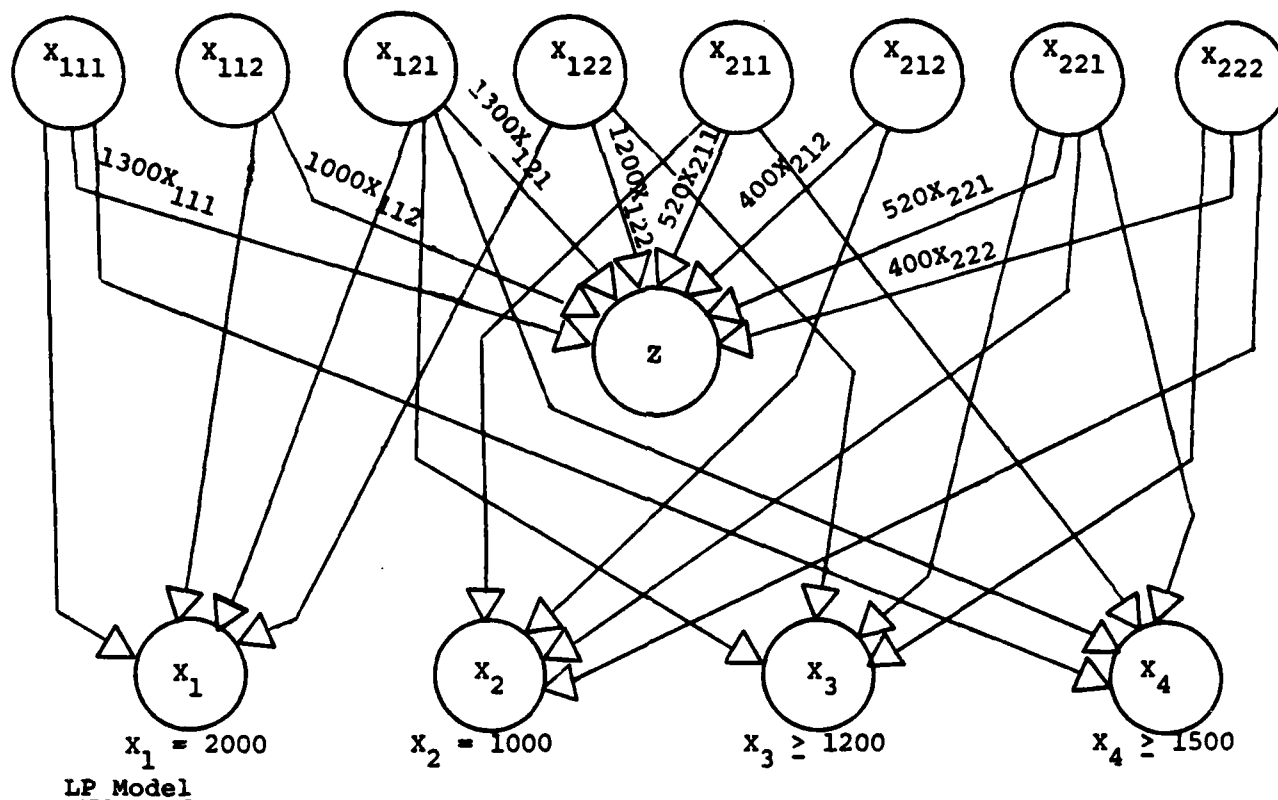 X111 X112 X121 X122 X211 X212 X221 X222
1300X111
1000X112
1300X121
1200X122
520X211
400X212
520X221
400X222
Z
X1 X2 X3 X4
X1 = 2000 X2 = 1000 X3 ≥ 1200 X4 ≥ 1500
LP Model